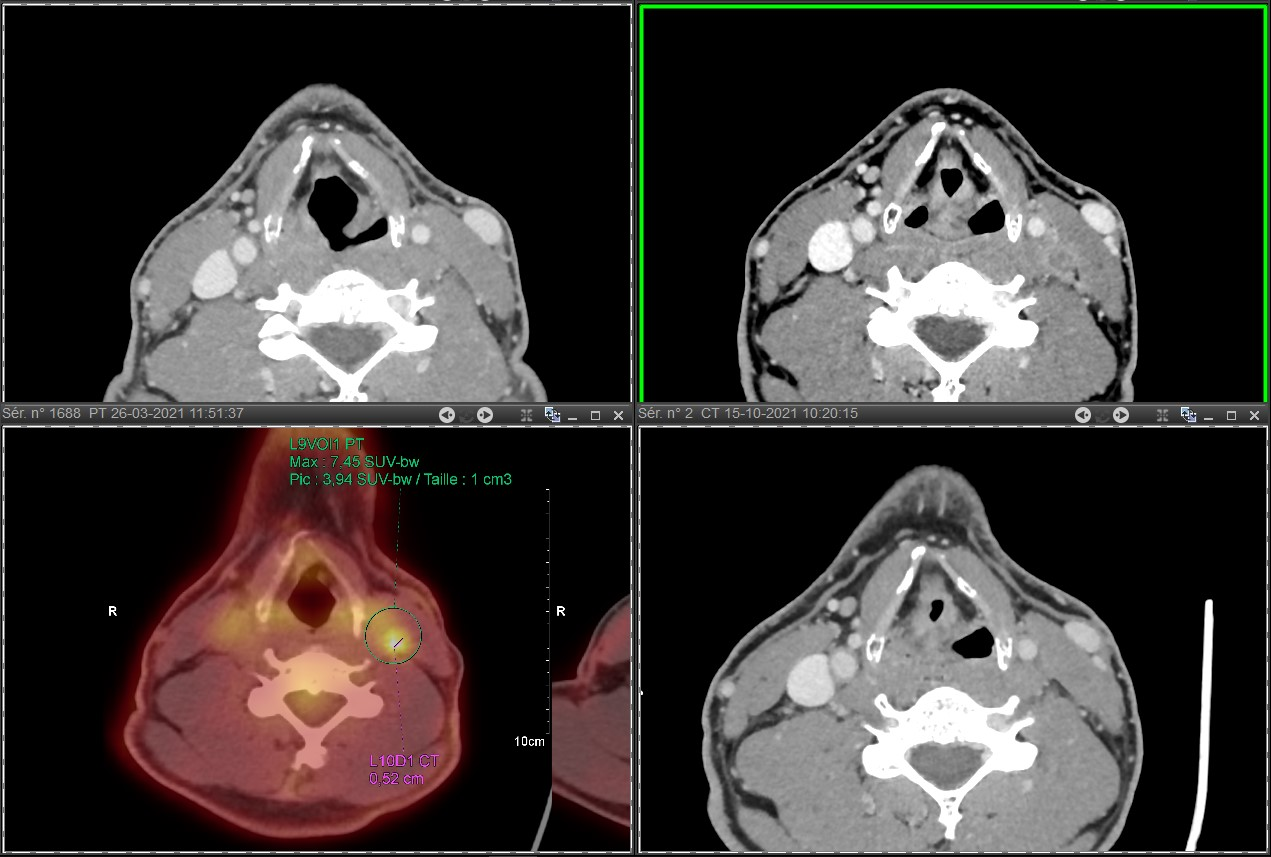 Sér. n° 1688 PT 26-03-2021 11:51:37
Sér. n° 2 CT 15-10-2021 10:20:15
L9VOI1 PT
Max : 7,45 SUV-bw
Pic : 3,94 SUV-bw / Taille : 1 cm3
R
R
10cm
L10D1 CT
0,52 cm